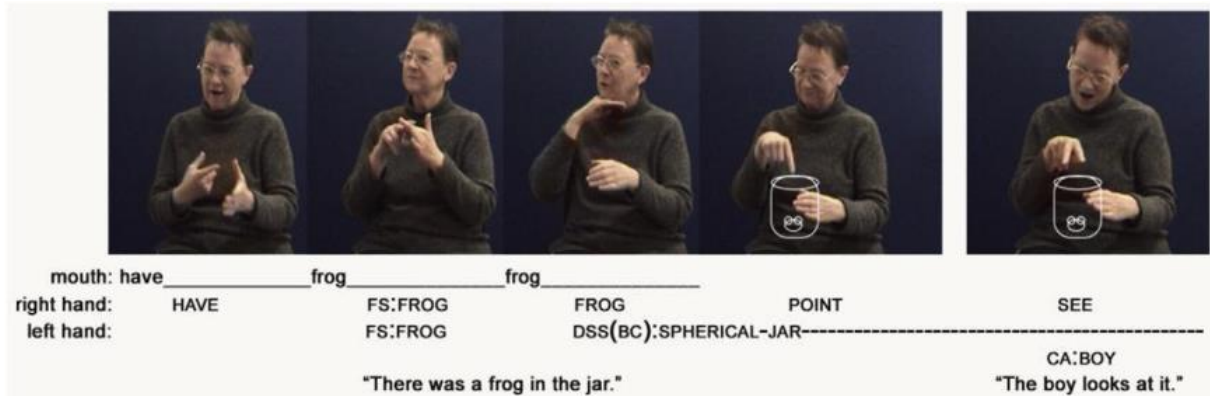 mouth: have_______________frog________________frog________________
right hand: HAVE FS:FROG FROG POINT SEE
left hand: FS:FROG DSS(BC):SPHERICAL-JAR--------------------------------------------
CA:BOY
"There was a frog in the jar." "The boy looks at it."